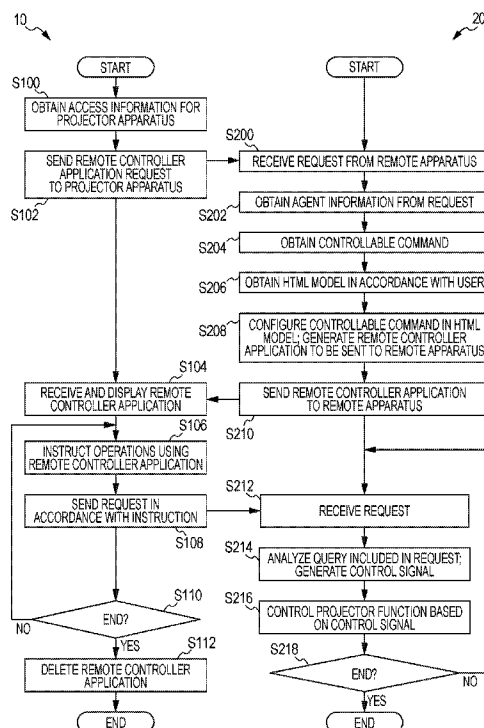 10
START
S100
OBTAIN ACCESS INFORMATION FOR
PROJECTOR APPARATUS
SEND REMOTE CONTROLLER
APPLICATION REQUEST
TO PROJECTOR APPARATUS
S102
S104
RECEIVE AND DISPLAY REMOTE
CONTROLLER APPLICATION
S106
INSTRUCT OPERATIONS USING
REMOTE CONTROLLER APPLICATION
SEND REQUEST IN
ACCORDANCE WITH INSTRUCTION
S108
S110
END?
NO
YES
S112
DELETE REMOTE CONTROLLER
APPLICATION
END
20
START
S200
RECEIVE REQUEST FROM REMOTE APPARATUS
S202
OBTAIN AGENT INFORMATION FROM REQUEST
S204
OBTAIN CONTROLLABLE COMMAND
S206
OBTAIN HTML MODEL IN ACCORDANCE WITH USER
S208
CONFIGURE CONTROLLABLE COMMAND IN HTML
MODEL; GENERATE REMOTE CONTROLLER
APPLICATION TO BE SENT TO REMOTE APPARATUS
SEND REMOTE CONTROLLER APPLICATION
TO REMOTE APPARATUS
S210
S212
RECEIVE REQUEST
S214
ANALYZE QUERY INCLUDED IN REQUEST;
GENERATE CONTROL SIGNAL
S216
CONTROL PROJECTOR FUNCTION BASED
ON CONTROL SIGNAL
S218
END?
NO
YES
END